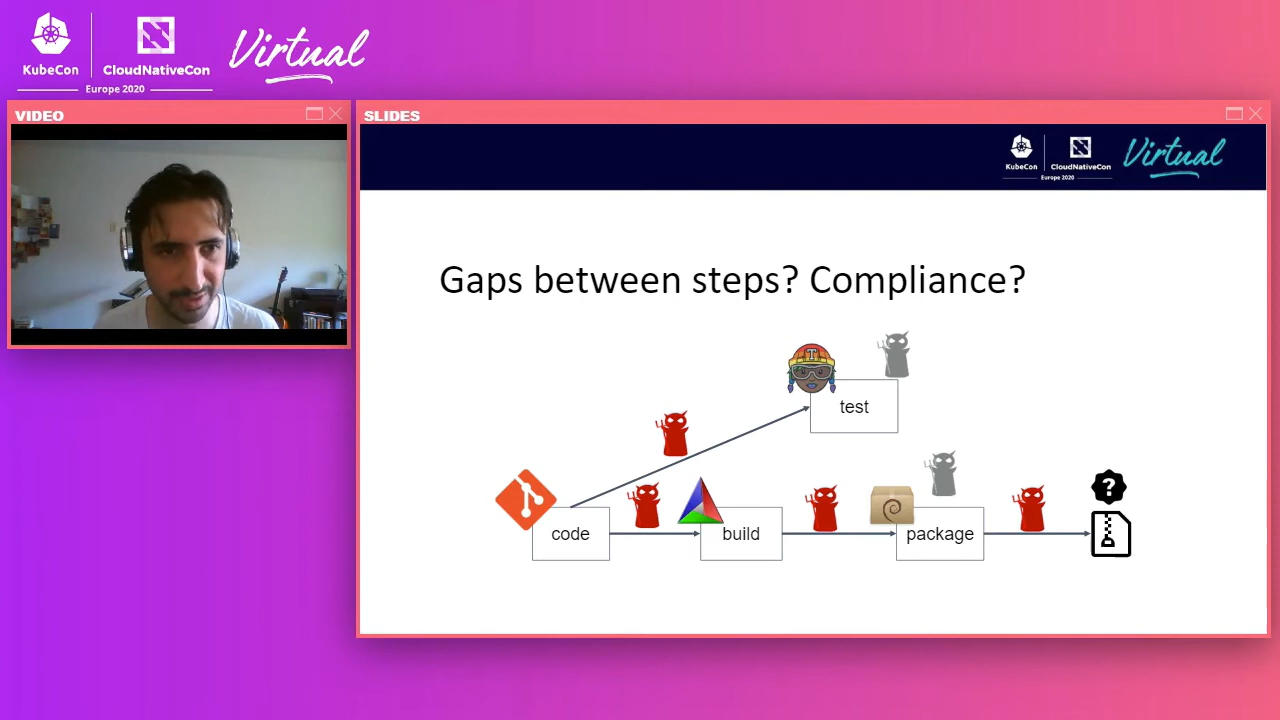 KubeCon
CloudNativeCon
Virtual
Europe 2020
VIDEO
SLIDES
KubeCon
CloudNativeCon
Virtual
Europe 2020
Gaps between steps? Compliance?
T
test
code
build
package
?